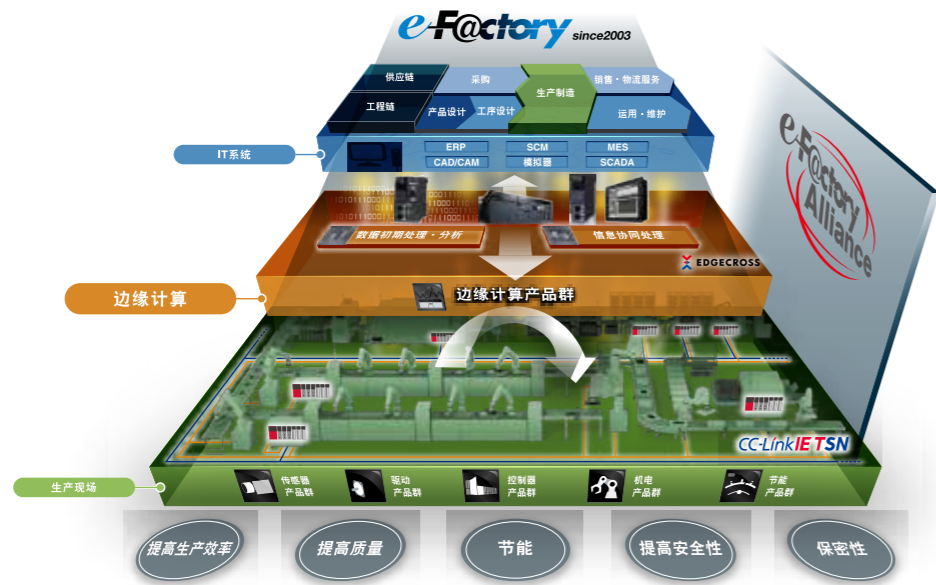 e-F@ctory since2003
供应链
采购
生产制造
销售・物流服务
工程链
产品设计
工序设计
运用・维护
IT系统
ERP
SCM
MES
CAD/CAM
模拟器
SCADA
数据初期处理・分析
信息协同处理
EDGECROSS
边缘计算
边缘计算产品群
e-F@ctory
Alliance
CC-Link IE TSN
生产现场
传感器
产品群
驱动
产品群
控制器
产品群
机电
产品群
节能
产品群
提高生产效率
提高质量
节能
提高安全性
保密性